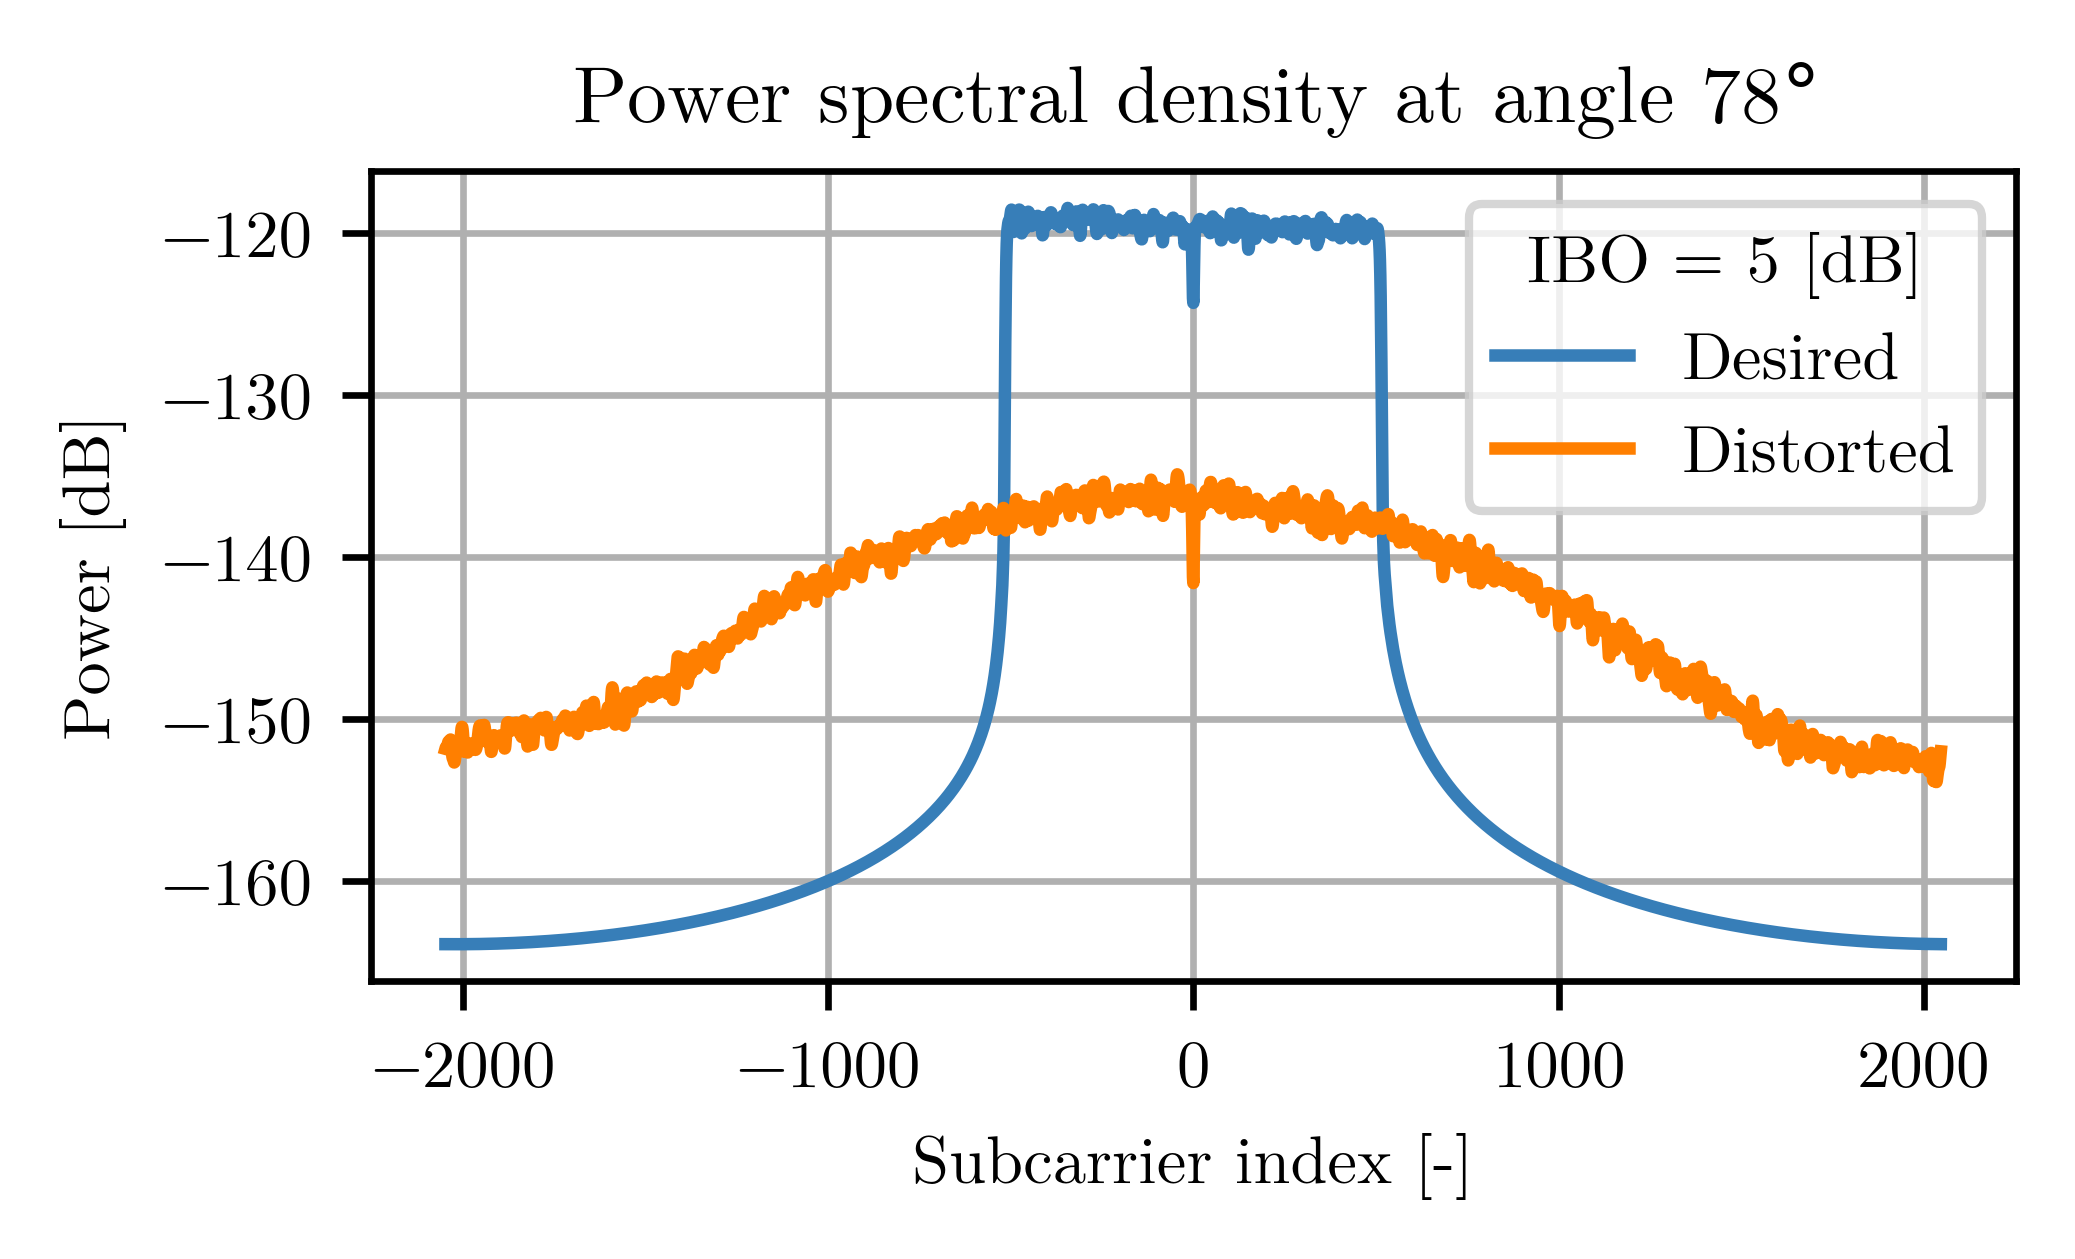 Power spectral density at angle 78°
−120
−130
−140
−150
−160
Power [dB]
IBO = 5 [dB]
Desired
Distorted
−2000 −1000 0 1000 2000
Subcarrier index [-]